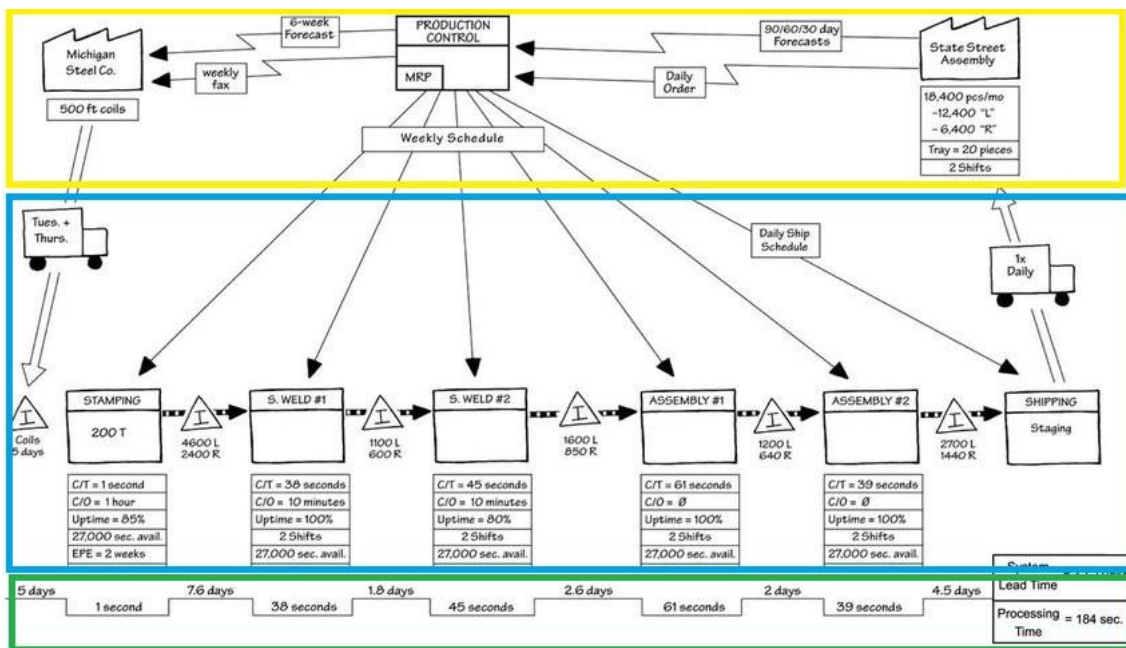 6-week
Forecast
PRODUCTION
CONTROL
MRP
90/60/30 day
Forecasts
Michigan
Steel Co.
weekly
fax
State Street
Assembly
Daily
Order
500 ft coils
18,400 pcs/mo
-12,400 "L"
- 6,400 "R"
Tray = 20 pieces
2 Shifts
Weekly Schedule
Tues. +
Thurs.
Daily Ship
Schedule
1x
Daily
I
Coils
5 days
STAMPING
200 T
I
4600 L
2400 R
S. WELD #1
I
1100 L
600 R
S. WELD #2
I
1600 L
850 R
ASSEMBLY #1
I
1200 L
640 R
ASSEMBLY #2
I
2700 L
1440 R
SHIPPING
Staging
C/T = 1 second
C/O = 1 hour
Uptime = 85%
27,000 sec. avail.
EPE = 2 weeks
C/T = 38 seconds
C/O = 10 minutes
Uptime = 100%
2 Shifts
27,000 sec. avail.
C/T = 45 seconds
C/O = 10 minutes
Uptime = 80%
2 Shifts
27,000 sec. avail.
C/T = 61 seconds
C/O = Ø
Uptime = 100%
2 Shifts
27,000 sec. avail.
C/T = 39 seconds
C/O = Ø
Uptime = 100%
2 Shifts
27,000 sec. avail.
5 days
1 second
7.6 days
38 seconds
1.8 days
45 seconds
2.6 days
61 seconds
2 days
39 seconds
4.5 days
System
Lead Time
Processing
Time
= 184 sec.